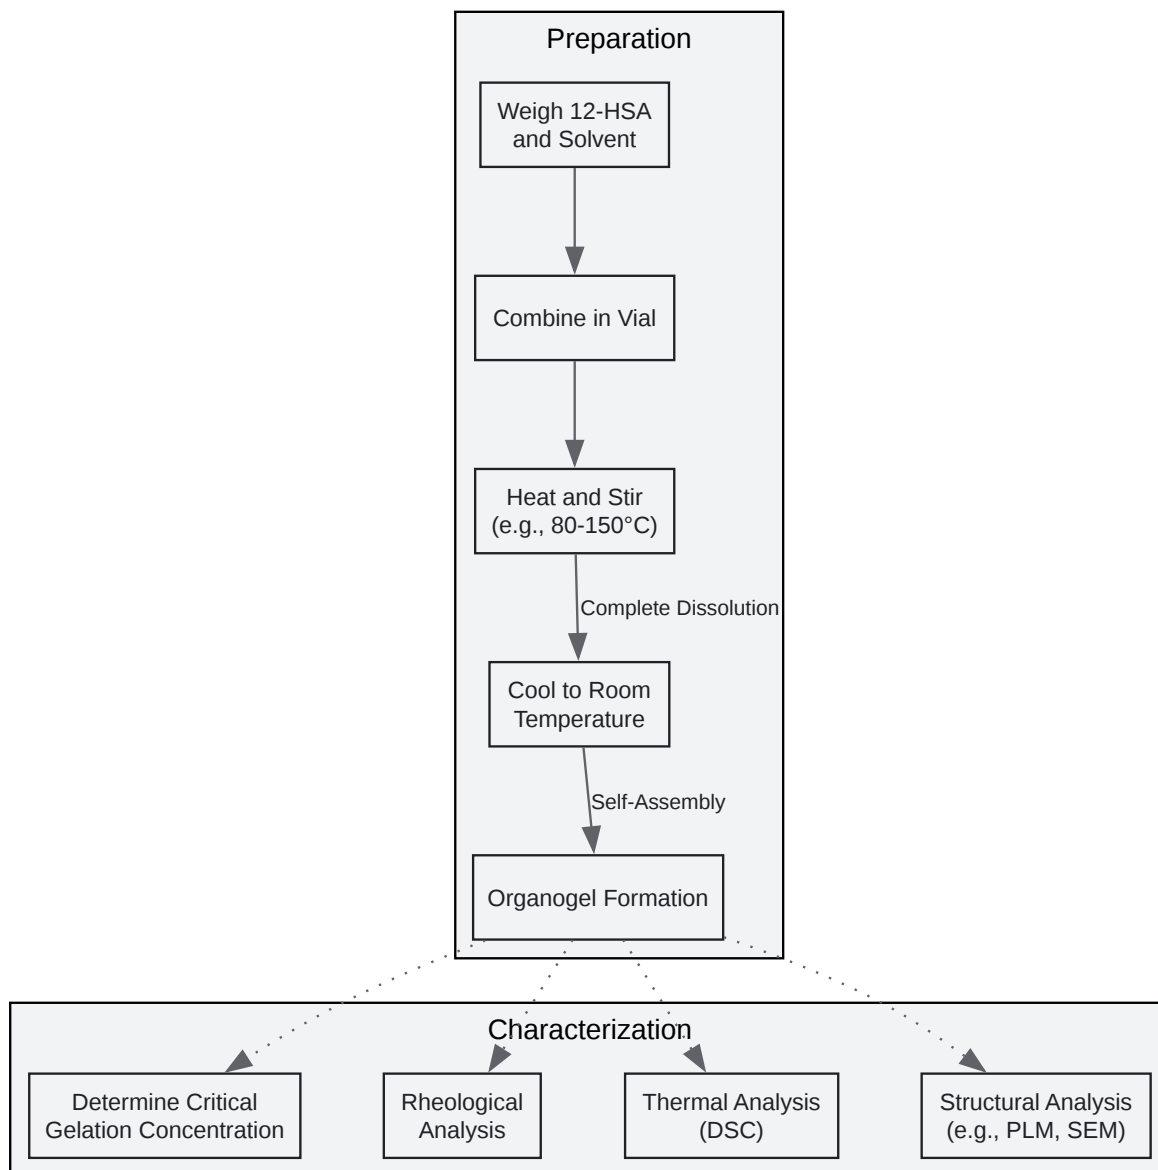 Preparation
Weigh 12-HSA
and Solvent
Combine in Vial
Heat and Stir
(e.g., 80-150°C)
Complete Dissolution
Cool to Room
Temperature
Self-Assembly
Organogel Formation
Characterization
Determine Critical
Gelation Concentration
Rheological
Analysis
Thermal Analysis
(DSC)
Structural Analysis
(e.g., PLM, SEM)